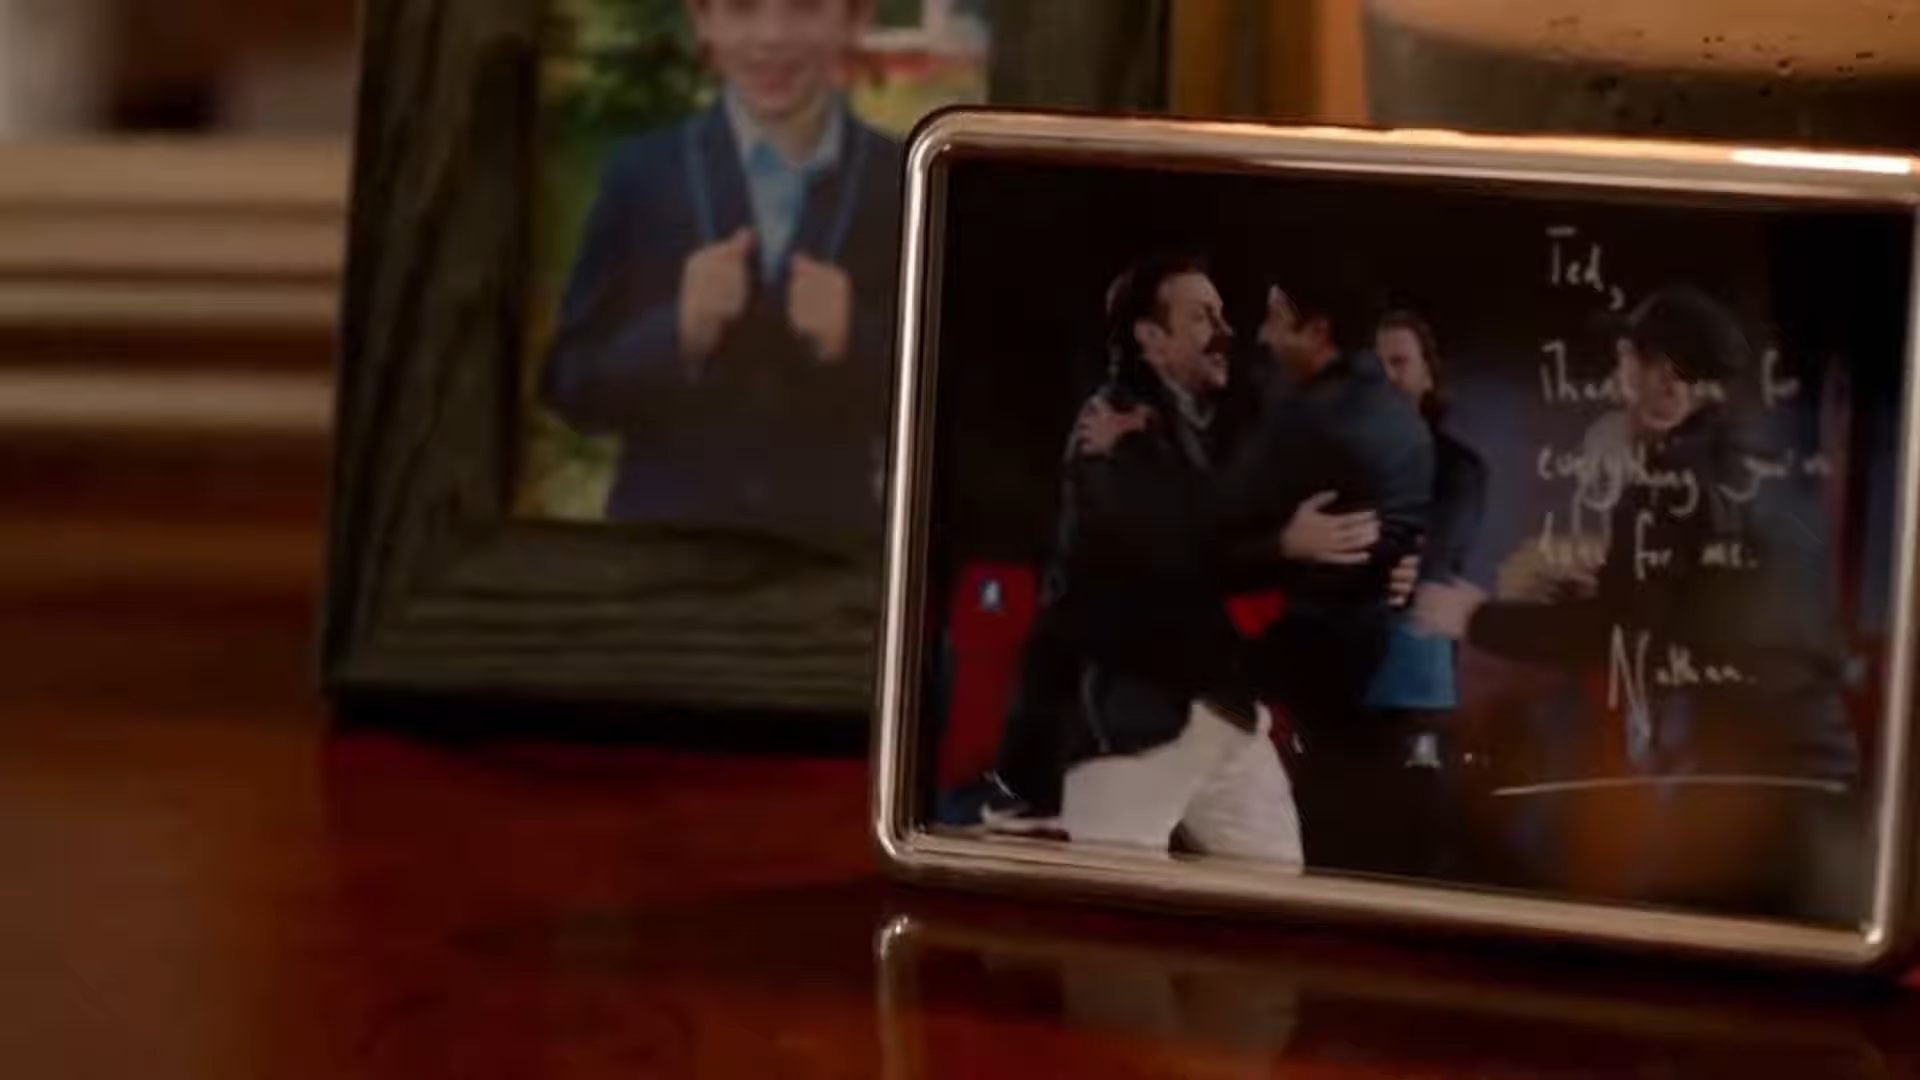 Ted,
Thank you for
everything you've
done for me.
Nathan.